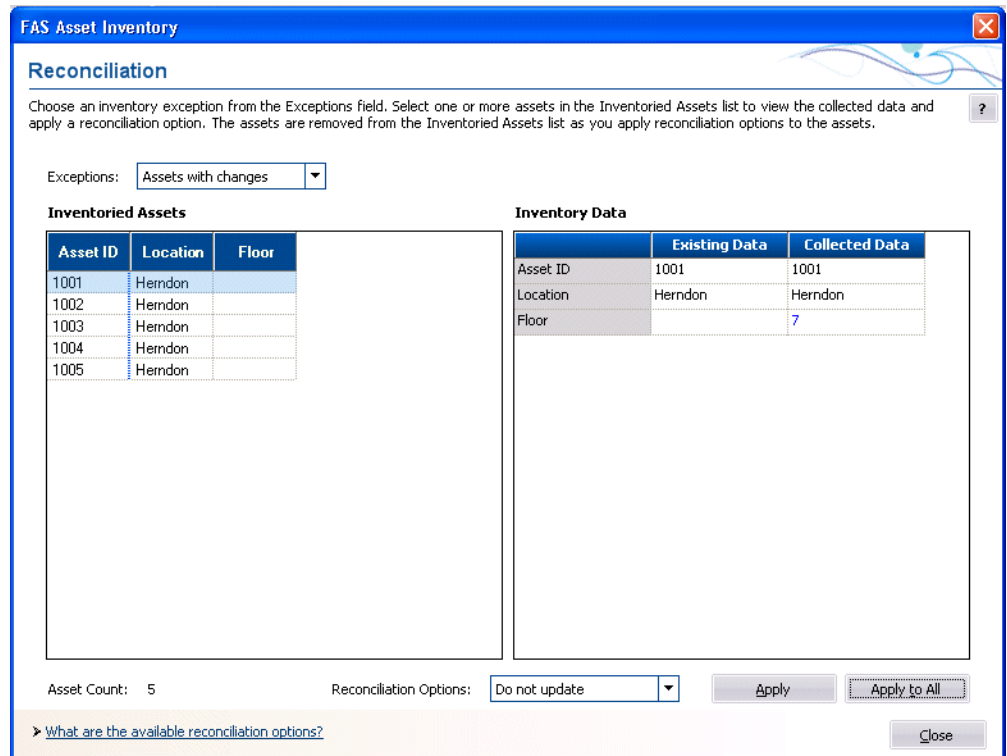 FAS Asset Inventory
Reconciliation
Choose an inventory exception from the Exceptions field. Select one or more assets in the Inventoried Assets list to view the collected data and
apply a reconciliation option. The assets are removed from the Inventoried Assets list as you apply reconciliation options to the assets.
?
Exceptions: Assets with changes
Inventoried Assets
Asset ID Location Floor
1001 Herndon
1002 Herndon
1003 Herndon
1004 Herndon
1005 Herndon
Inventory Data
Existing Data Collected Data
Asset ID 1001 1001
Location Herndon Herndon
Floor 7
Asset Count: 5 Reconciliation Options: Do not update Apply Apply to All
What are the available reconciliation options? Close